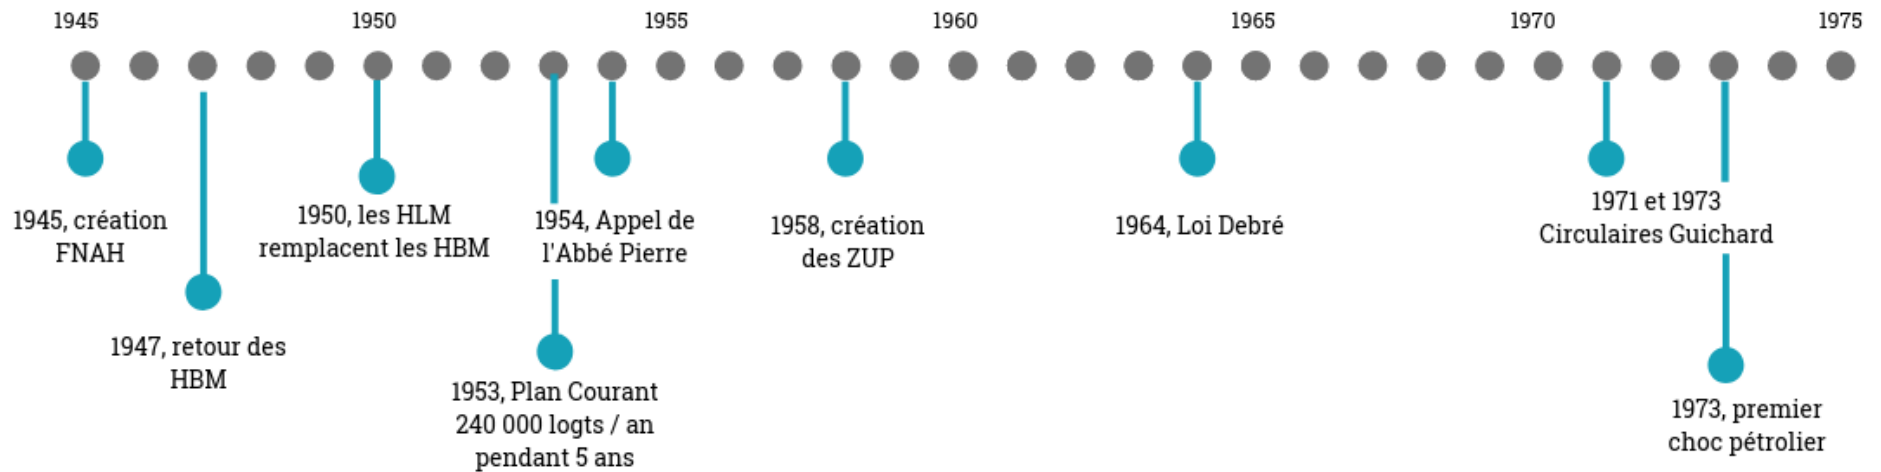 1945
1950
1955
1960
1965
1970
1975
1945, création
FNAH
1947, retour des
HBM
1950, les HLM
remplacent les HBM
1953, Plan Courant
240 000 logts / an
pendant 5 ans
1954, Appel de
l'Abbé Pierre
1958, création
des ZUP
1964, Loi Debré
1971 et 1973
Circulaires Guichard
1973, premier
choc pétrolier